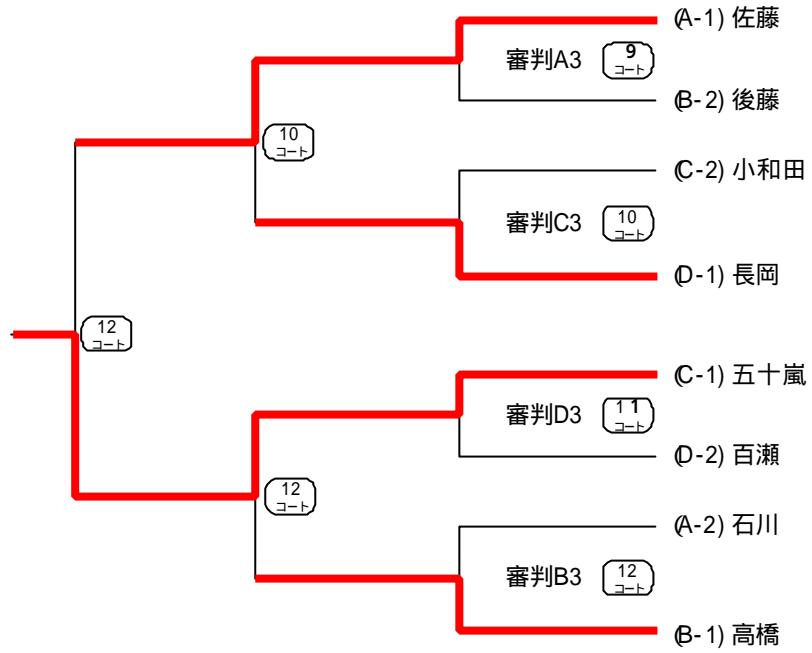 (A-1) 佐藤
審判A3
9
コート
(B-2) 後藤
10
コート
(C-2) 小和田
審判C3
10
コート
(D-1) 長岡
12
コート
(C-1) 五十嵐
審判D3
11
コート
(D-2) 百瀬
12
コート
(A-2) 石川
審判B3
12
コート
(B-1) 高橋